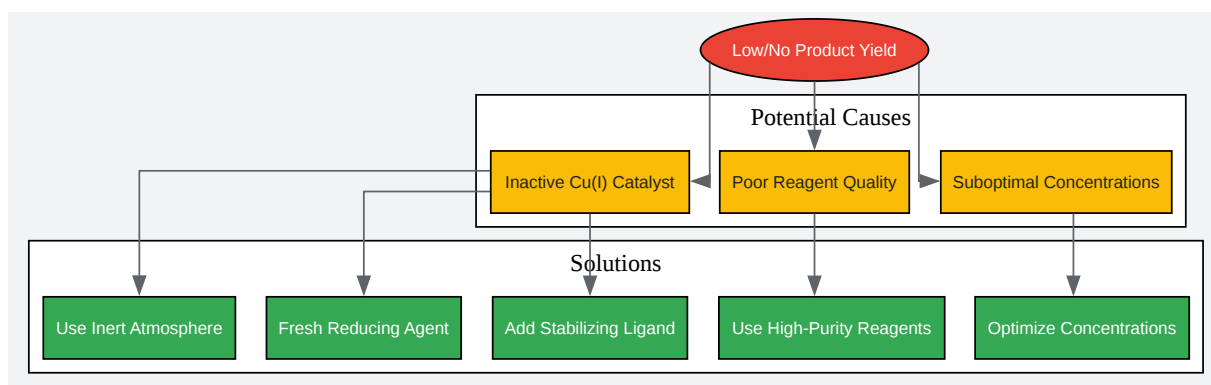 Low/No Product Yield
Potential Causes
Inactive Cu(I) Catalyst
Poor Reagent Quality
Suboptimal Concentrations
Solutions
Use Inert Atmosphere
Fresh Reducing Agent
Add Stabilizing Ligand
Use High-Purity Reagents
Optimize Concentrations